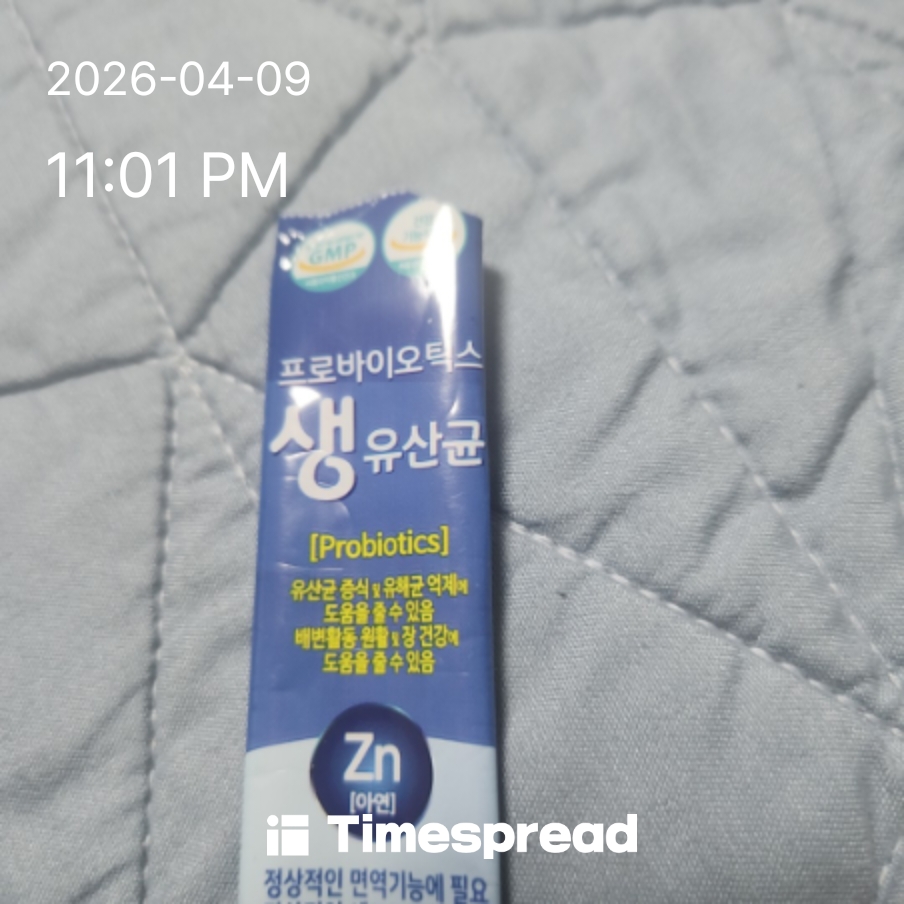 2026-04-09
11:01 PM
GMP
프로바이오틱스
생 유산균
[Probiotics]
유산균 증식 및 유해균 억제에
도움을 줄 수 있음
배변활동 원활 및 장 건강에
도움을 줄 수 있음
Zn
[아연]
Timespread
정상적인 면역기능에 필요